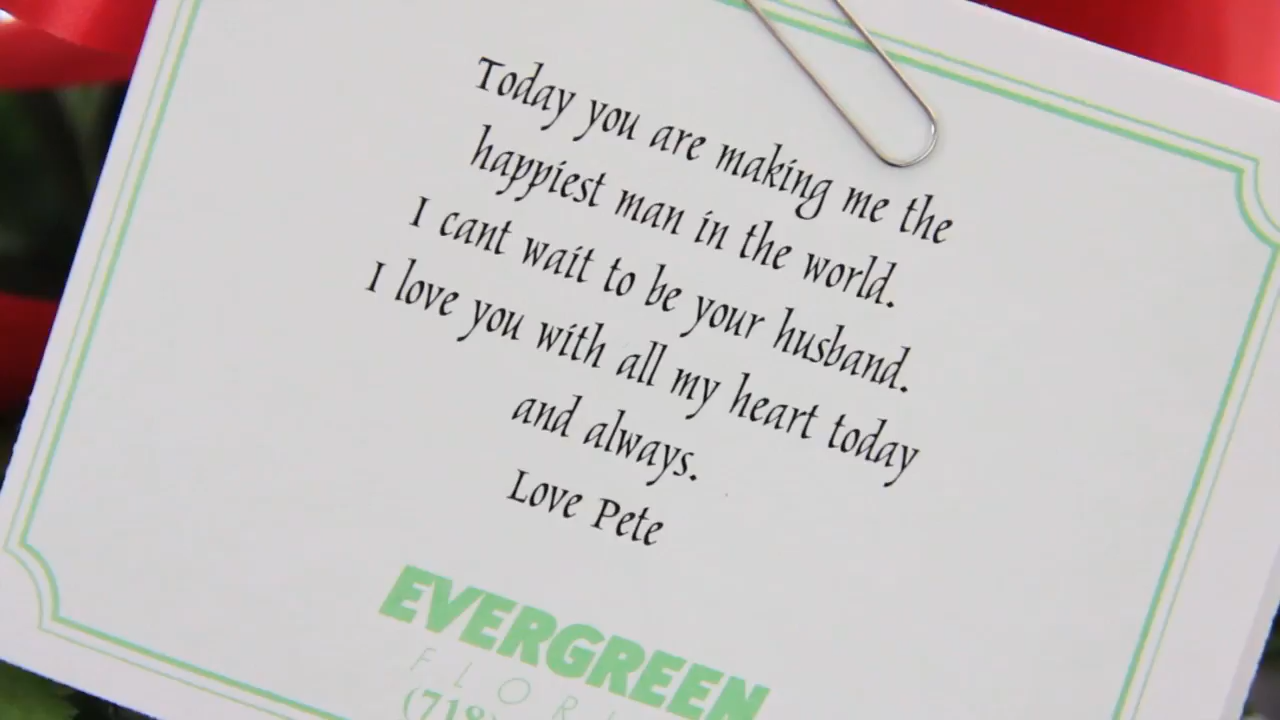 Today you are making me the
happiest man in the world.
I cant wait to be your husband.
I love you with all my heart today
and always.
Love Pete
EVERGREEN